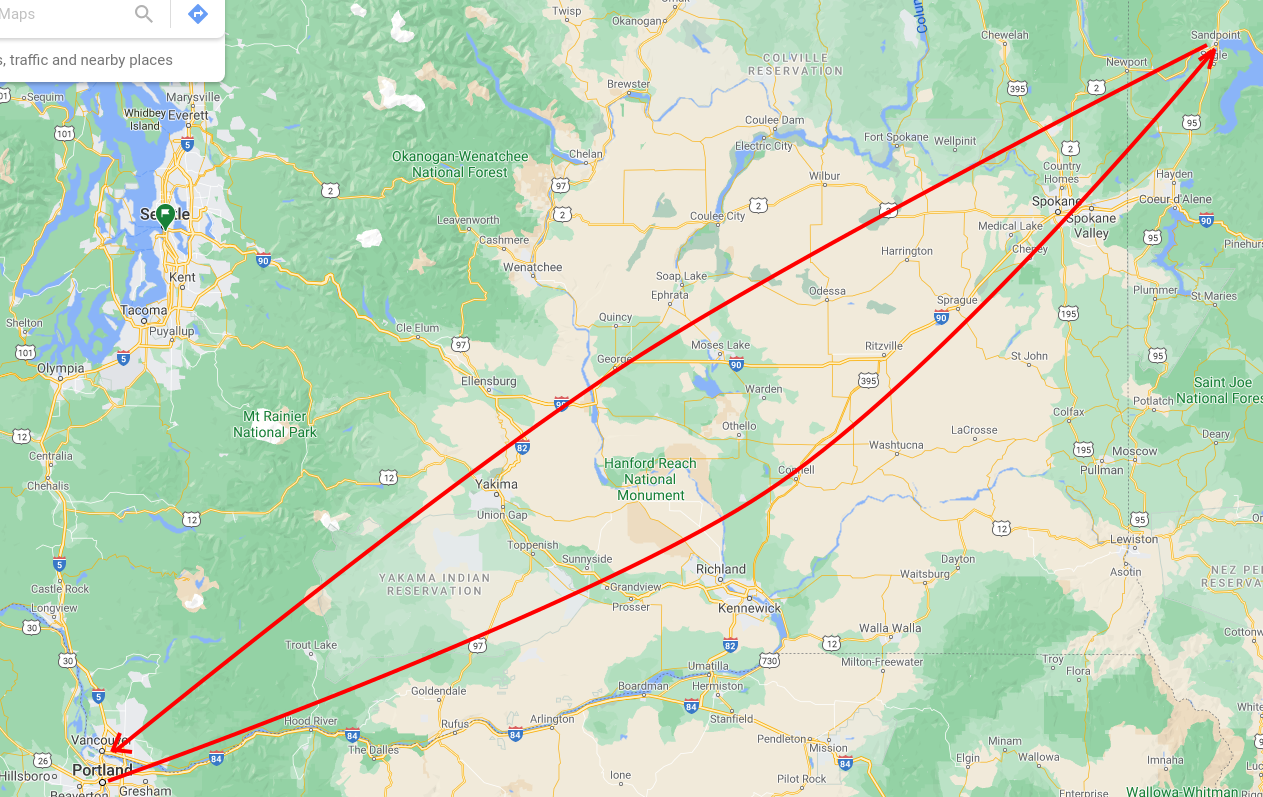 Maps
s, traffic and nearby places
Twisp
Okanogan
Chewelah
Sandpoint
COLVILLE
RESERVATION
Newport
101
Sequim
Marysville
Brewster
395
2
Whidbey
Island
Everett
101
5
Coulee Dam
95
Electric City
Fort Spokane
Wellpinit
2
Okanogan-Wenatchee
National Forest
Chelan
Country
Homes
Hayden
Wilbur
2
97
2
2
Coeur d'Alene
Spokane
Spokane
Valley
Leavenworth
Coulee City
90
Medical Lake
95
Cashmere
Pinehurs
Harrington
Cheney
90
Wenatchee
Kent
Soap Lake
Ephrata
Odessa
Plummer
St Maries
Tacoma
Sprague
Puyallup
Quincy
90
195
Shelton
Cle Elum
97
Moses Lake
Ritzville
101
5
St John
95
George
90
Olympia
Ellensburg
395
Warden
Saint Joe
National Fores
Potlatch
Mt Rainier
National Park
Colfax
Othello
LaCrosse
Deary
12
82
Washtucna
195
Moscow
Centralia
Hanford Reach
National
Monument
Pullman
Chehalis
12
Yakima
Union Gap
12
12
95
Lewiston
Toppenish
Sunnyside
Dayton
5
Richland
Asotin
YAKAMA INDIAN
RESERVATION
Waitsburg
NEZ PE
RESERVA
Castle Rock
Grandview
Longview
Prosser
Kennewick
30
Walla Walla
Cottonw
Trout Lake
97
82
12
30
730
Milton-Freewater
Troy
Umatilla
Flora
5
Goldendale
Boardman
Hermiston
84
White
Hood River
Rufus
Arlington
Stanfield
84
84
Vancouver
The Dalles
Pendleton
Mission
Minam
26
84
84
Elgin
Wallowa
Imnaha
Portland
Hillsboro
Ione
Pilot Rock
Beaverton
Gresham
Enterprise
Wallowa-Whitman